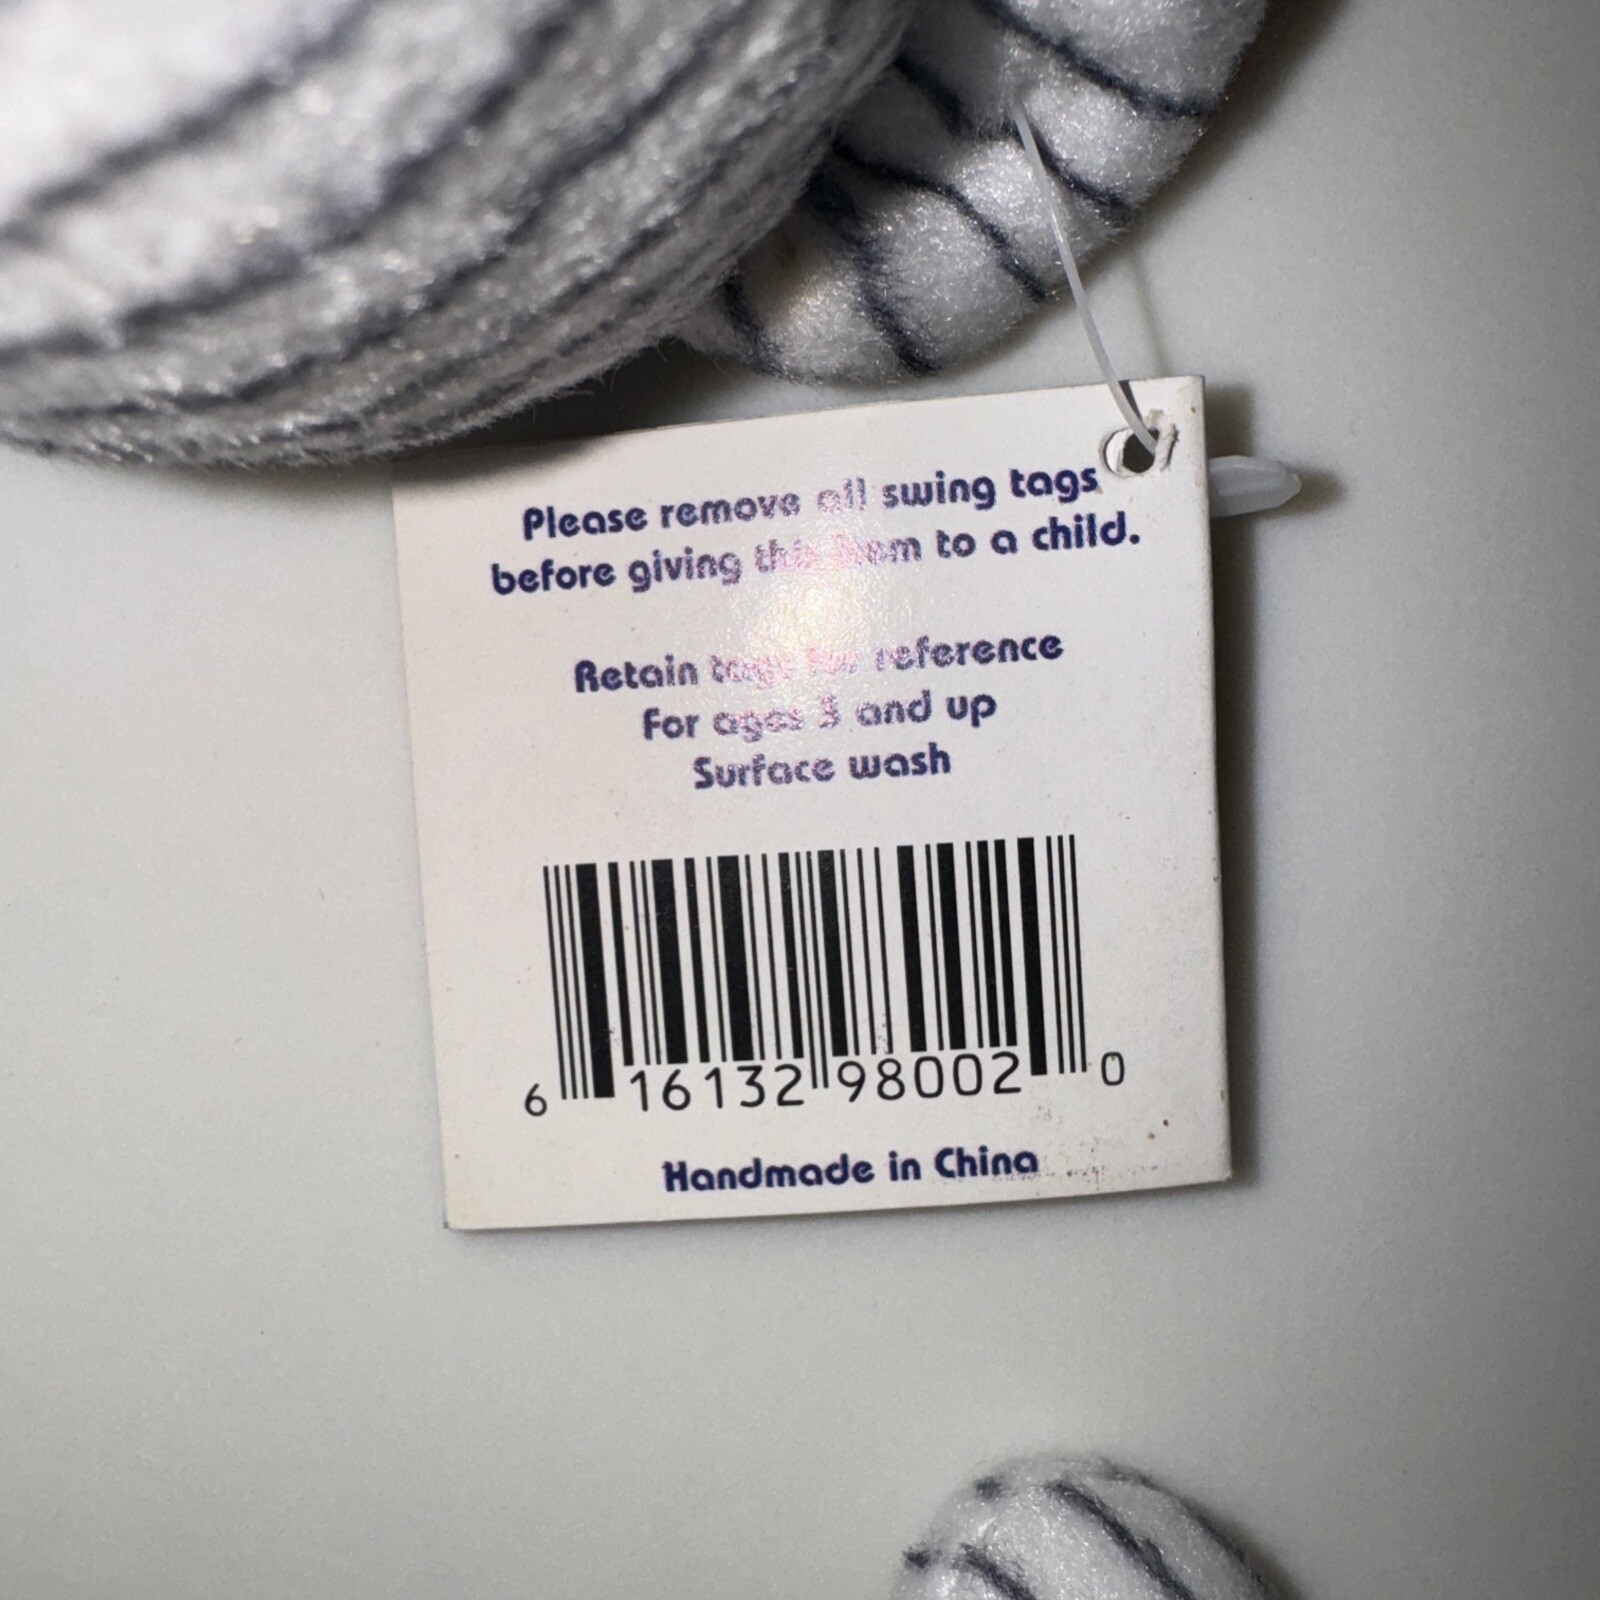 Please remove all swing tags
before giving this item to a child.
Retain tags for reference
For ages 3 and up
Surface wash
6 16132 98002 0
Handmade in China